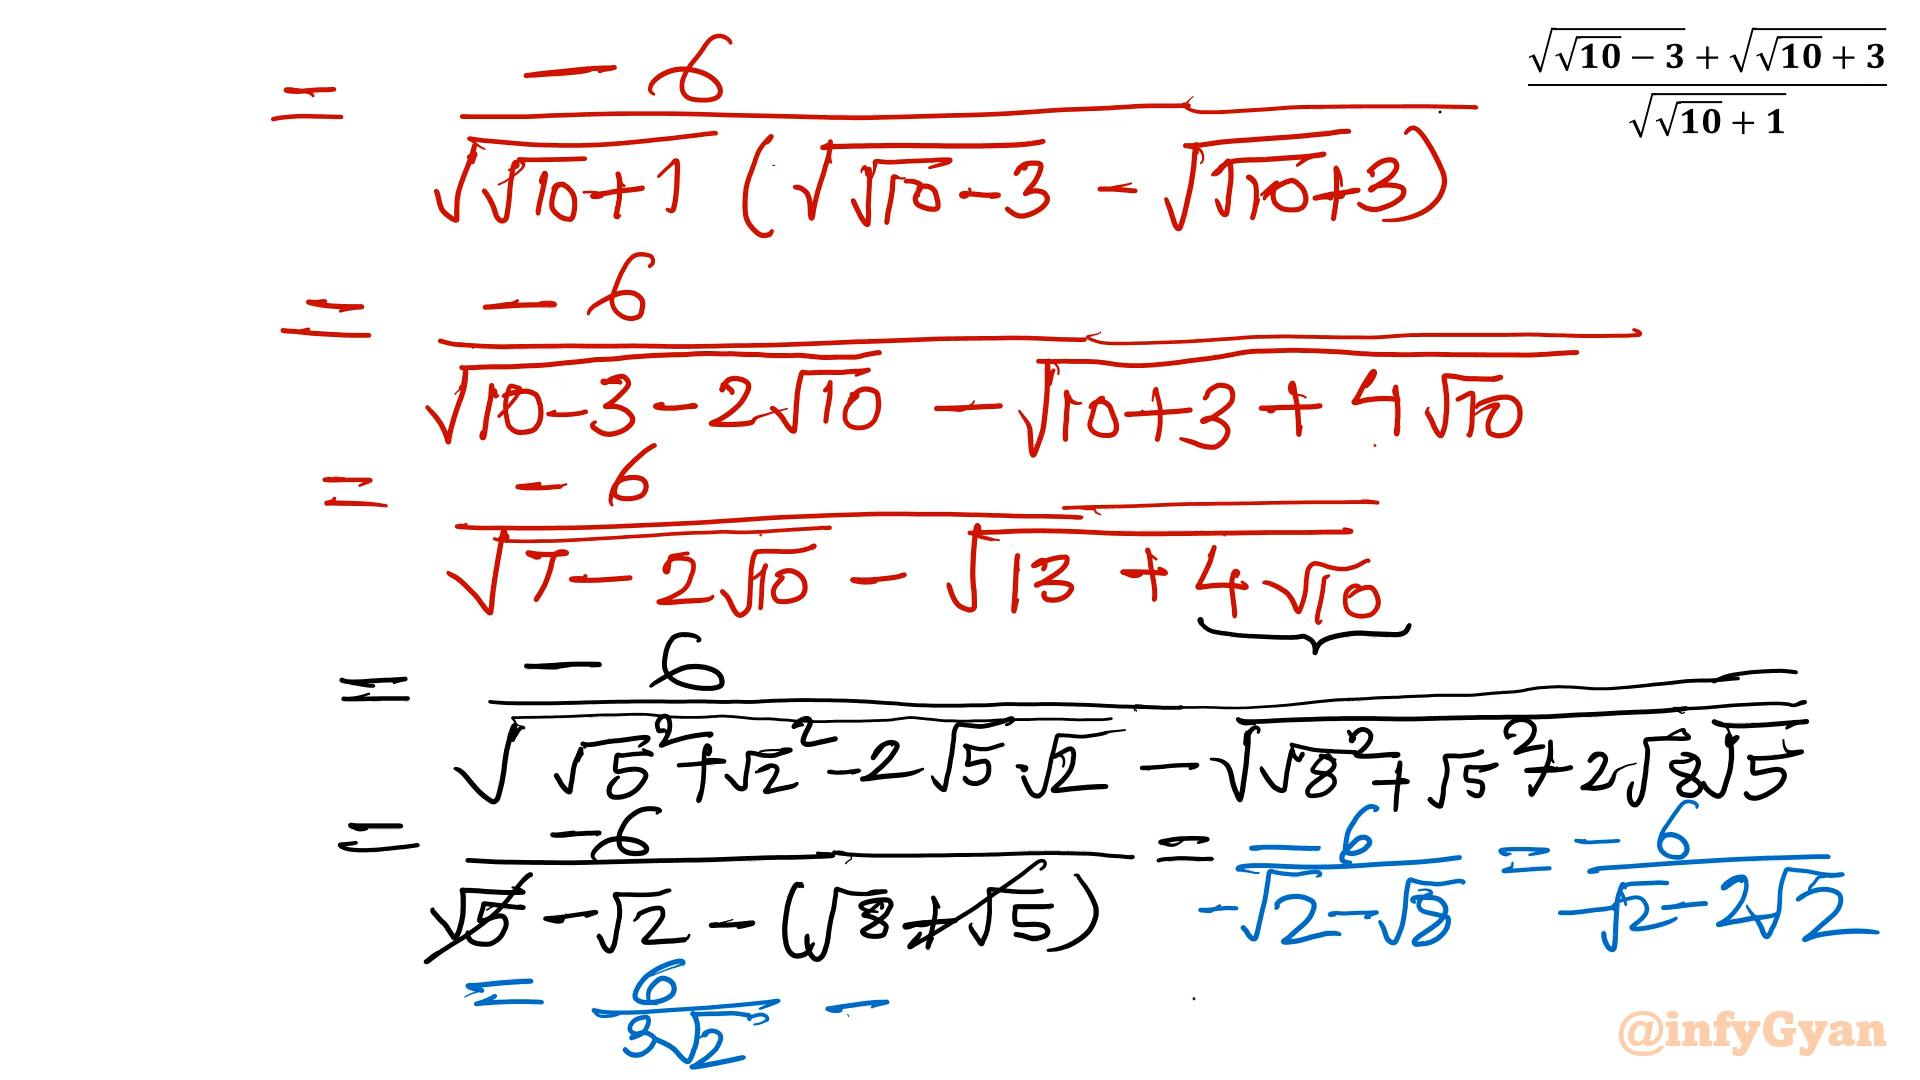 (√(√10 − 3) + √(√10 + 3)) / √(√10 + 1)
= −6 / (√(√10 + 1) (√(√10 − 3) − √(√10 + 3)))
= −6 / (√(10 − 3 − 2√10) − √(10 + 3 + 4√10))
= −6 / (√(7 − 2√10) − √(13 + 4√10))
= −6 / (√(√5² + √2² − 2√5 √2) − √(√8² + √5² + 2√8 √5))
= −6 / (√5 − √2 − (√8 + √5)) = −6 / (−√2 − √8) = −6 / (−√2 − 2√2)
= 6 / (3√2) −
@infyGyan